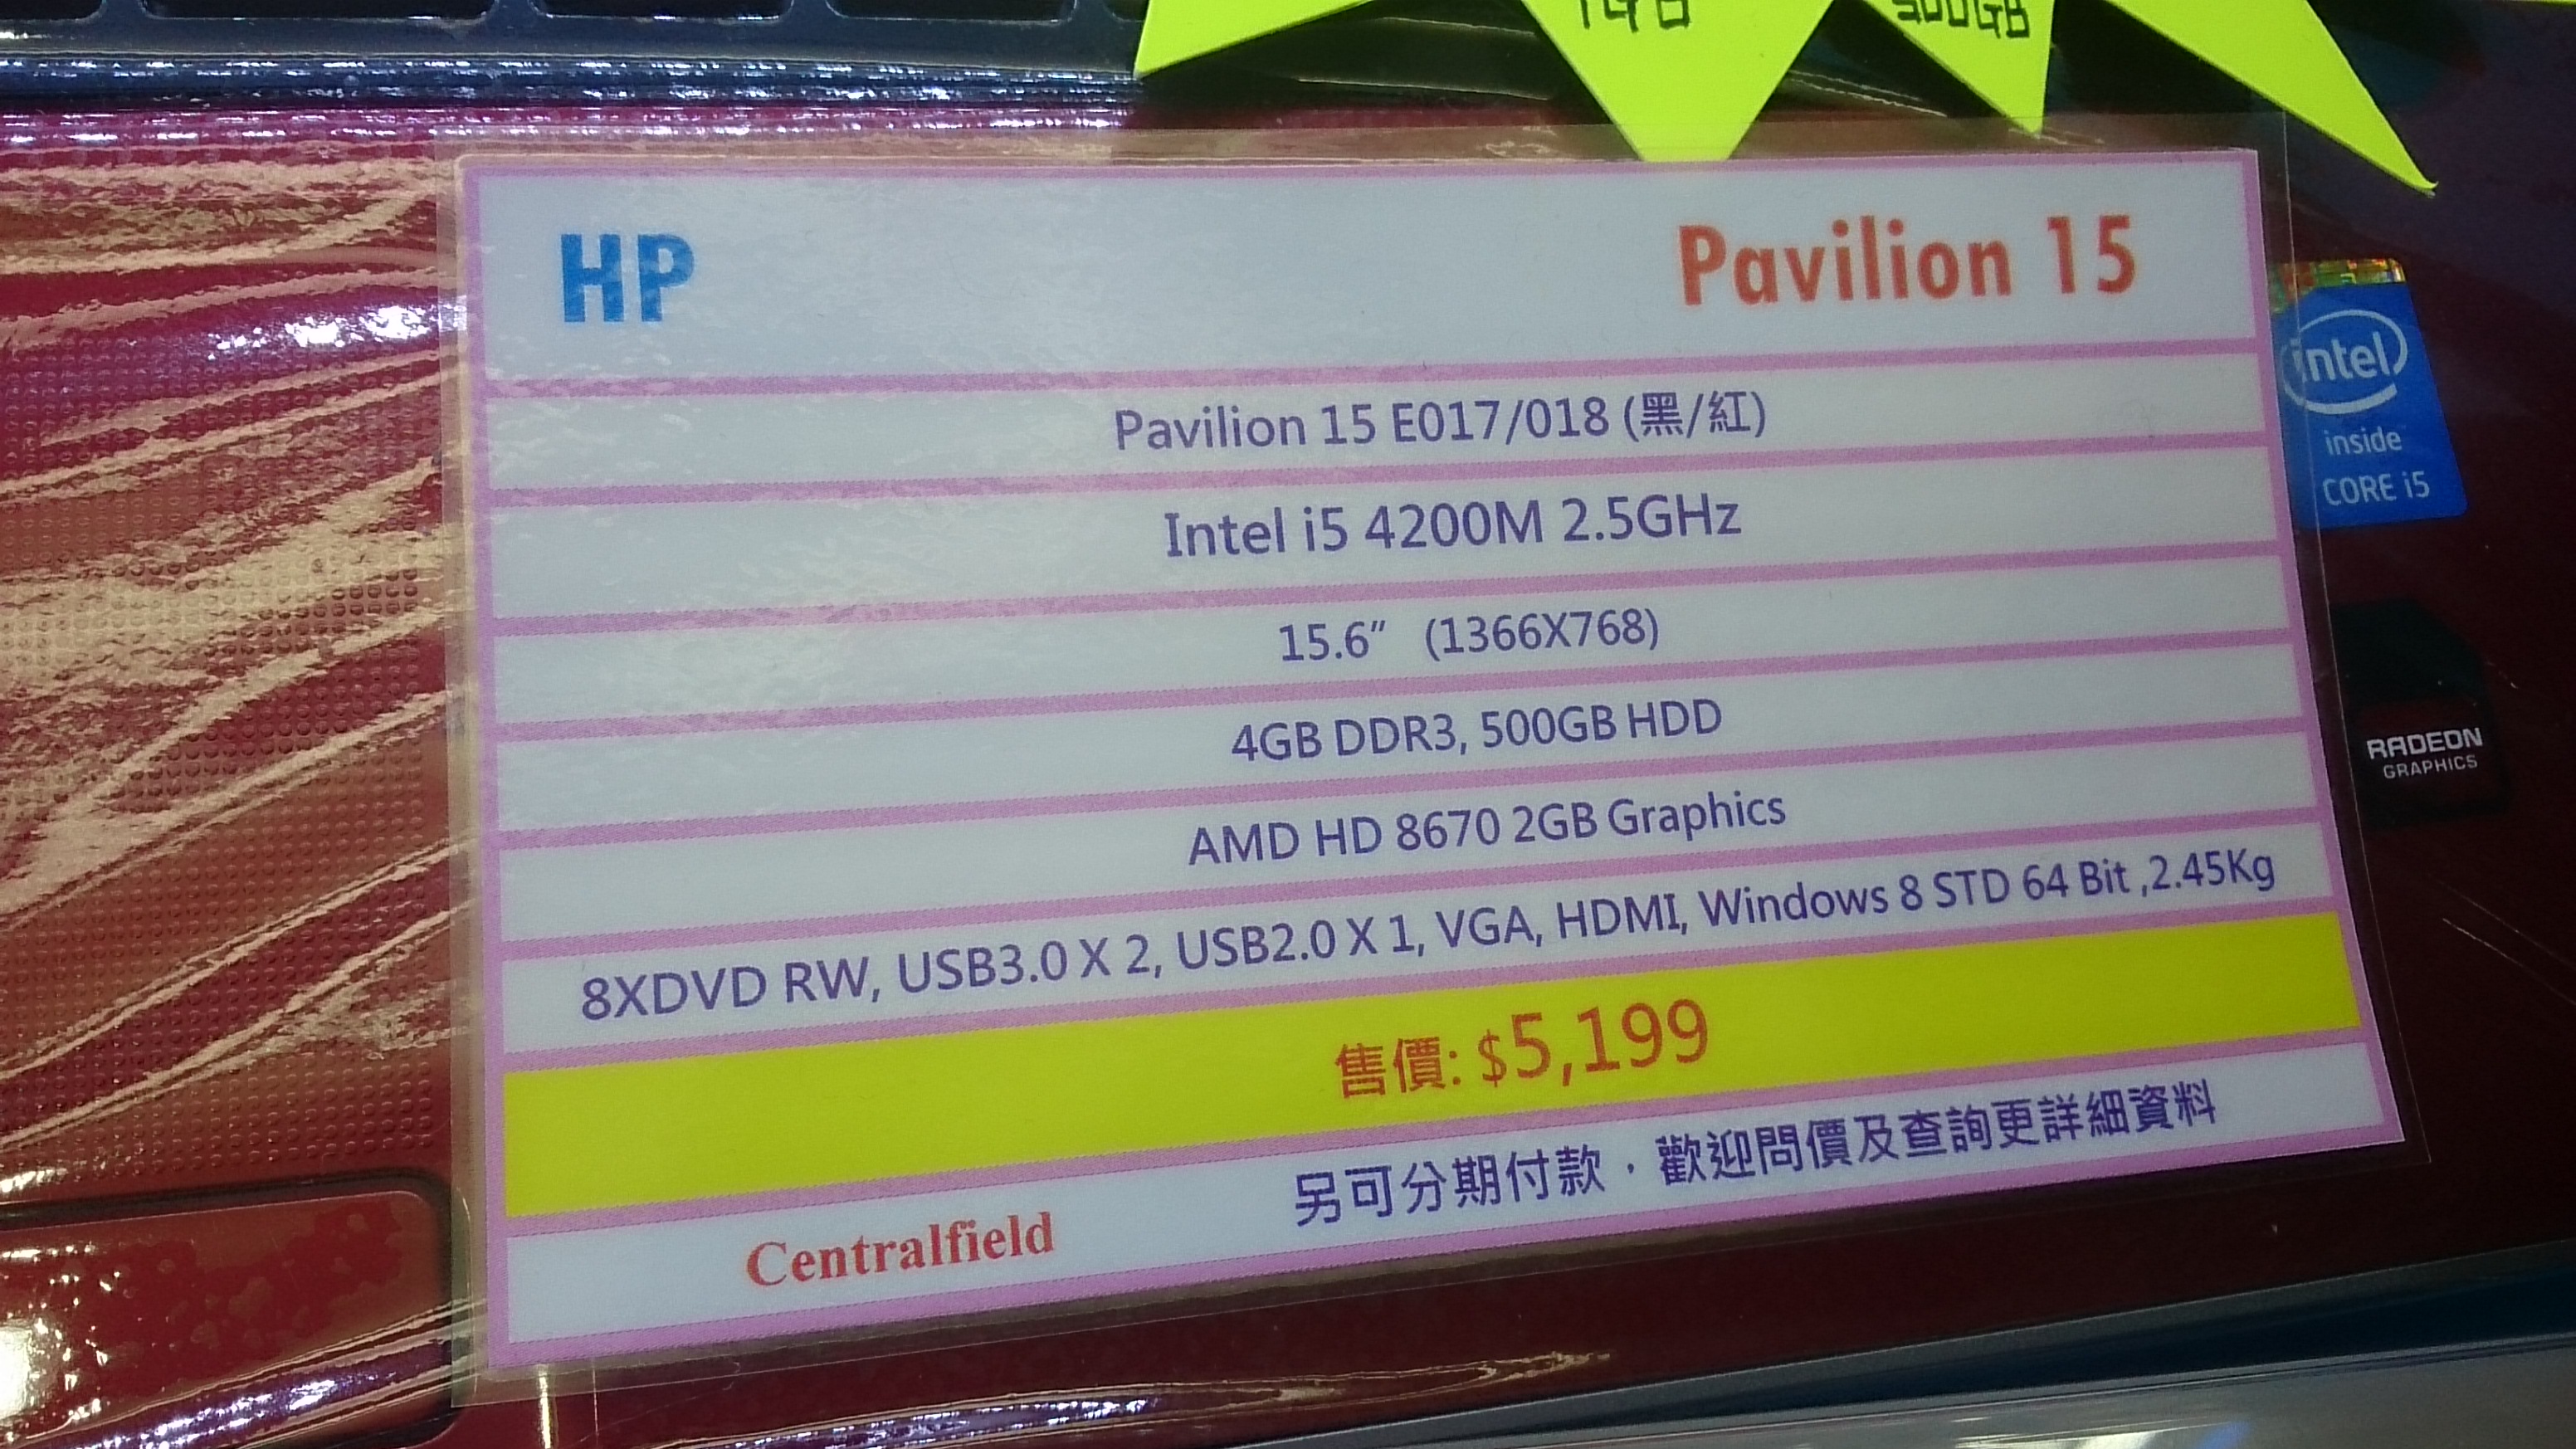 500GB
HP
Pavilion 15
Pavilion 15 E017/018 (黑/紅)
Intel i5 4200M 2.5GHz
15.6" (1366X768)
4GB DDR3, 500GB HDD
AMD HD 8670 2GB Graphics
8XDVD RW, USB3.0 X 2, USB2.0 X 1, VGA, HDMI, Windows 8 STD 64 Bit ,2.45Kg
售價: $5,199
Centralfield
另可分期付款，歡迎問價及查詢更詳細資料
intel
inside
CORE i5
RADEON
GRAPHICS